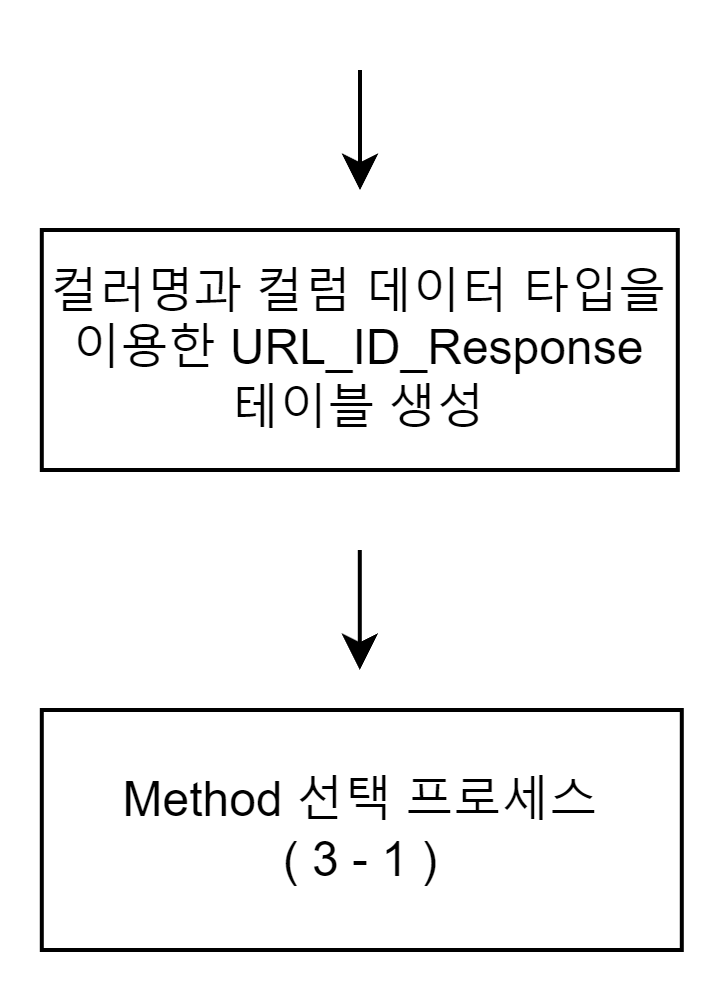 컬러명과 컬럼 데이터 타입을
이용한 URL_ID_Response
테이블 생성
Method 선택 프로세스
( 3 - 1 )